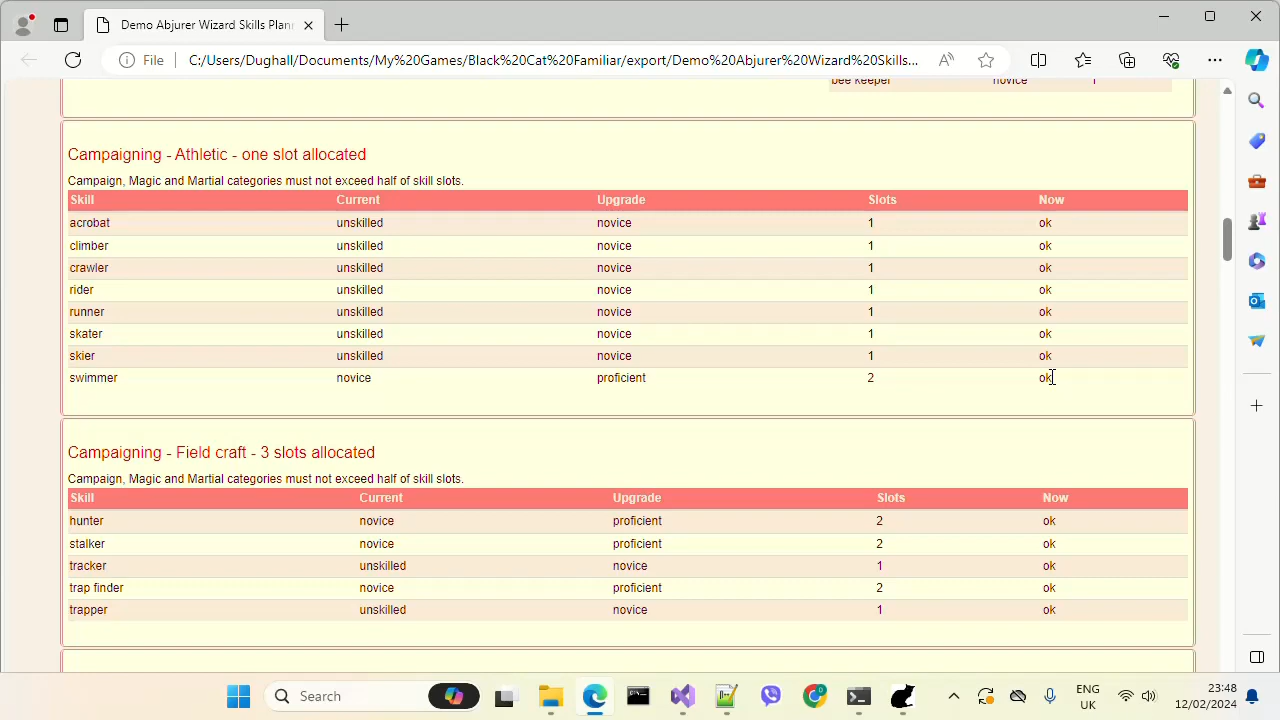 Demo Abjurer Wizard Skills Plan
File C:/Users/Dughall/Documents/My%20Games/Black%20Cat%20Familiar/export/Demo%20Abjurer%20Wizard%20Skills...
bee keeper novice 1
Campaigning - Athletic - one slot allocated
Campaign, Magic and Martial categories must not exceed half of skill slots.
Skill Current Upgrade Slots Now
acrobat unskilled novice 1 ok
climber unskilled novice 1 ok
crawler unskilled novice 1 ok
rider unskilled novice 1 ok
runner unskilled novice 1 ok
skater unskilled novice 1 ok
skier unskilled novice 1 ok
swimmer novice proficient 2 ok
Campaigning - Field craft - 3 slots allocated
Campaign, Magic and Martial categories must not exceed half of skill slots.
Skill Current Upgrade Slots Now
hunter novice proficient 2 ok
stalker novice proficient 2 ok
tracker unskilled novice 1 ok
trap finder novice proficient 2 ok
trapper unskilled novice 1 ok
Search ENG 23:48
UK 12/02/2024